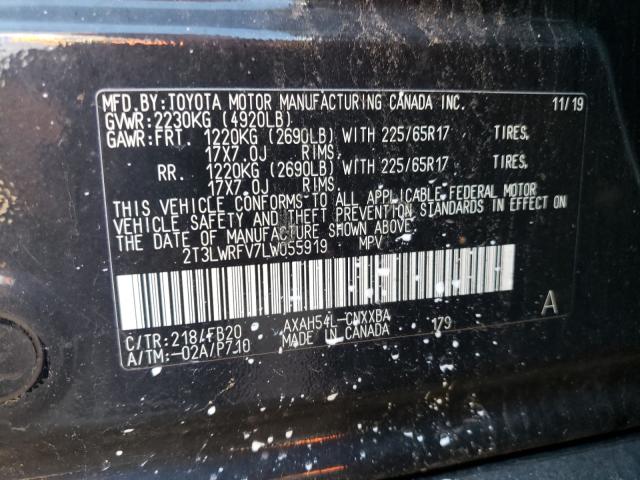 MFD.BY:TOYOTA MOTOR MANUFACTURING CANADA INC. 11/19
GVWR:2230KG (4920LB)
GAWR:FRT. 1220KG (2690LB) WITH 225/65R17 TIRES,
17X7.0J RIMS,
RR. 1220KG (2690LB) WITH 225/65R17 TIRES,
17X7.0J RIMS,
THIS VEHICLE CONFORMS TO ALL APPLICABLE FEDERAL MOTOR
VEHICLE SAFETY AND THEFT PREVENTION STANDARDS IN EFFECT ON
THE DATE OF MANUFACTURE SHOWN ABOVE.
2T3LWRFV7LW055919 MPV
C/TR:218/FB20 AXAH54L-CNXXBA 179 A
A/TM:-02A/P710 MADE IN CANADA